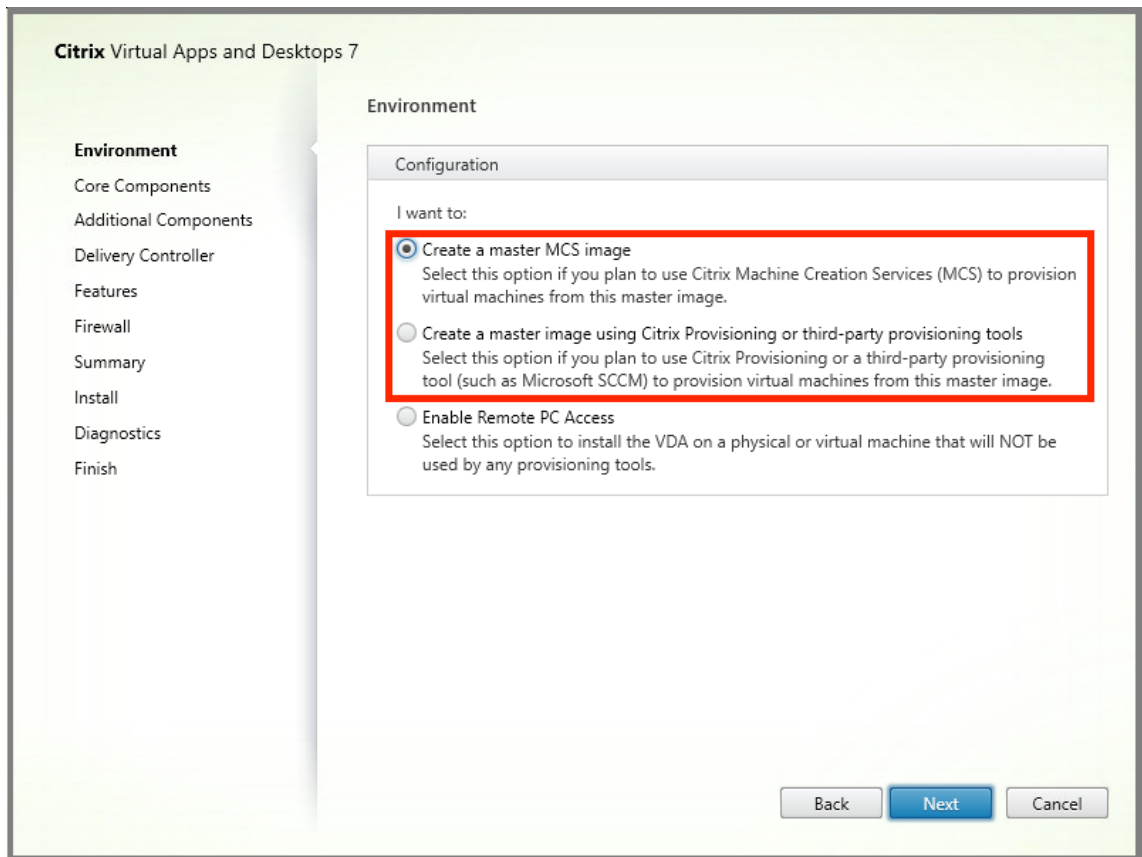 Citrix Virtual Apps and Desktops 7
Environment
Core Components
Additional Components
Delivery Controller
Features
Firewall
Summary
Install
Diagnostics
Finish
Environment
Configuration
I want to:
Create a master MCS image
Select this option if you plan to use Citrix Machine Creation Services (MCS) to provision
virtual machines from this master image.
Create a master image using Citrix Provisioning or third-party provisioning tools
Select this option if you plan to use Citrix Provisioning or a third-party provisioning
tool (such as Microsoft SCCM) to provision virtual machines from this master image.
Enable Remote PC Access
Select this option to install the VDA on a physical or virtual machine that will NOT be
used by any provisioning tools.
Back
Next
Cancel